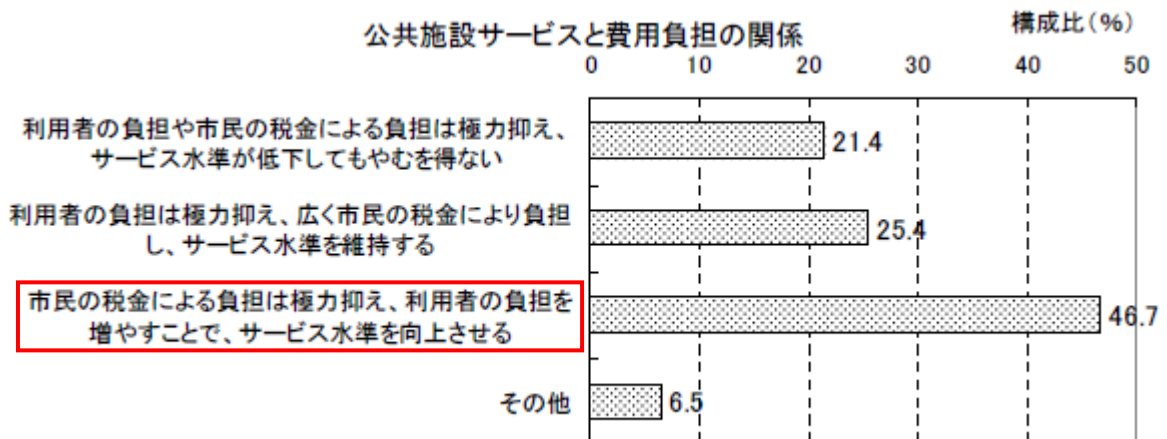 公共施設サービスと費用負担の関係
構成比(%)
0 10 20 30 40 50
利用者の負担や市民の税金による負担は極力抑え、
サービス水準が低下してもやむを得ない
21.4
利用者の負担は極力抑え、広く市民の税金により負担
し、サービス水準を維持する
25.4
市民の税金による負担は極力抑え、利用者の負担を
増やすことで、サービス水準を向上させる
46.7
その他
6.5